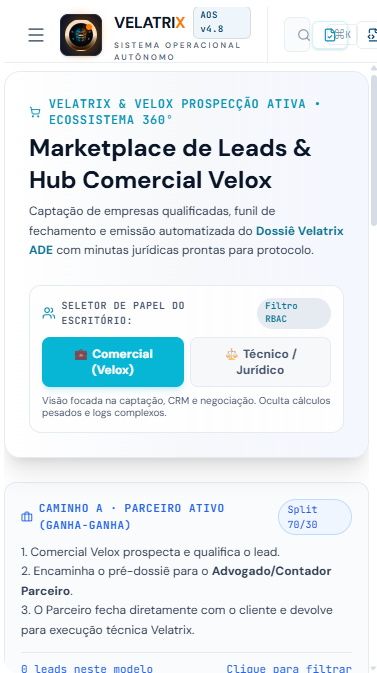 VELATRIX
AOS
v4.8
SISTEMA OPERACIONAL
AUTÔNOMO
⌘K
VELATRIX & VELOX PROSPECÇÃO ATIVA •
ECOSSISTEMA 360°
Marketplace de Leads &
Hub Comercial Velox
Captação de empresas qualificadas, funil de
fechamento e emissão automatizada do Dossiê Velatrix
ADE com minutas jurídicas prontas para protocolo.
SELETOR DE PAPEL DO
ESCRITÓRIO:
Filtro
RBAC
💼 Comercial
(Velox)
⚖️ Técnico /
Jurídico
Visão focada na captação, CRM e negociação. Oculta cálculos
pesados e logs complexos.
CAMINHO A · PARCEIRO ATIVO
(GANHA-GANHA)
Split
70/30
1. Comercial Velox prospecta e qualifica o lead.
2. Encaminha o pré-dossiê para o Advogado/Contador
Parceiro.
3. O Parceiro fecha diretamente com o cliente e devolve
para execução técnica Velatrix.
0 leads neste modelo
Clique para filtrar